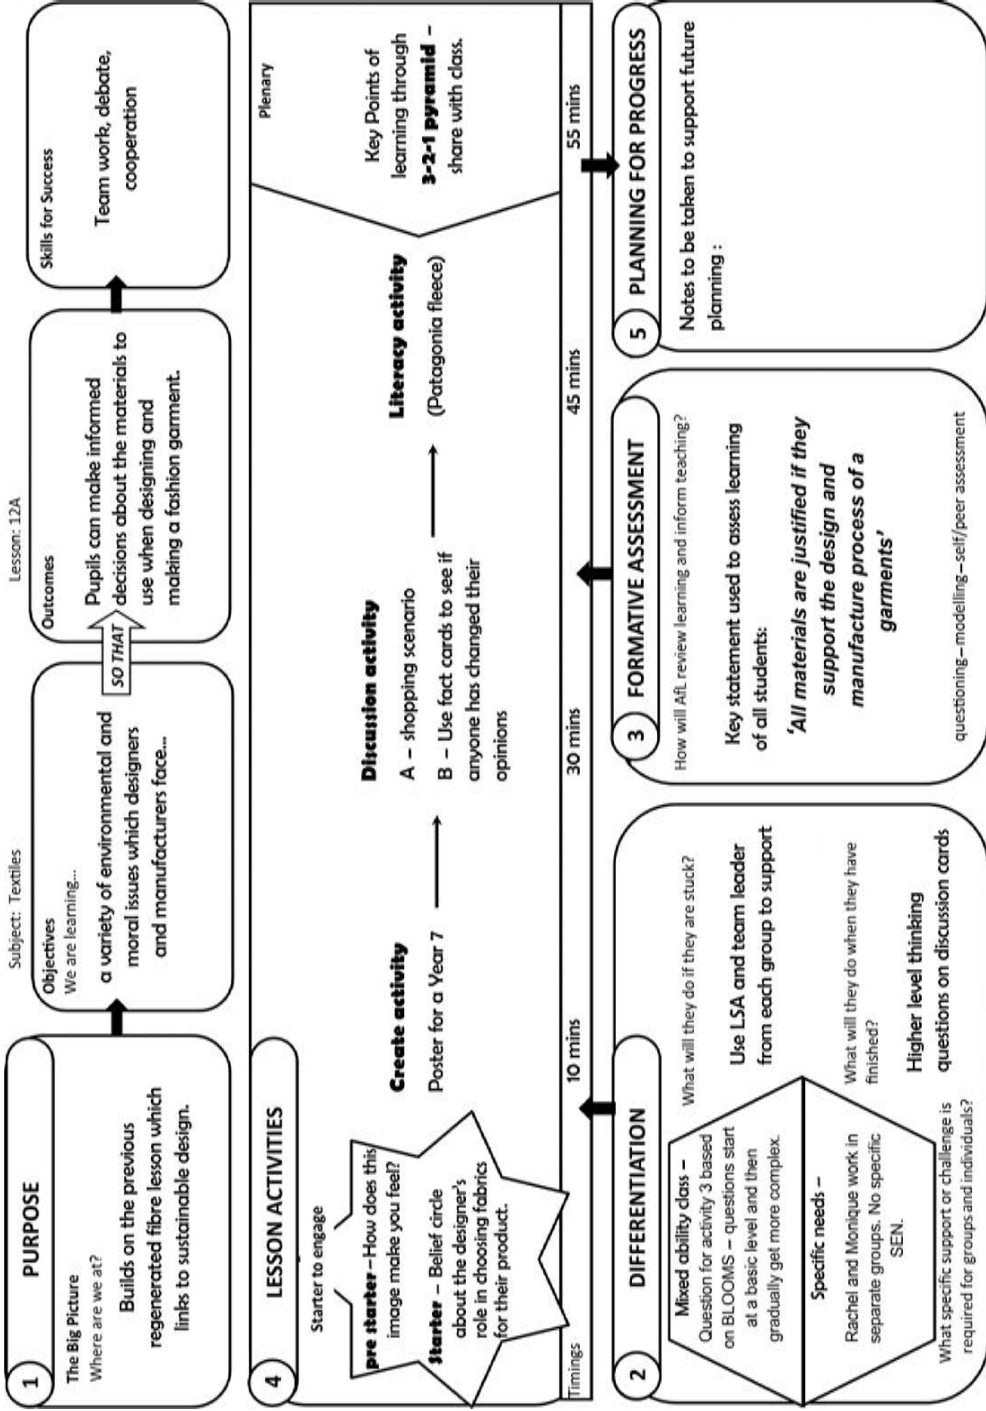 Subject: Textiles
Lesson: 12A
1
PURPOSE
The Big Picture
Where are we at?
Builds on the previous
regenerated fibre lesson which
links to sustainable design.
Objectives
We are learning...
a variety of environmental and
moral issues which designers
and manufacturers face...
SO THAT
Outcomes
Pupils can make informed
decisions about the materials to
use when designing and
making a fashion garment.
Skills for Success
Team work, debate,
cooperation
4
LESSON ACTIVITIES
Starter to engage
pre starter – How does this
image make you feel?
Starter – Belief circle
about the designer's
role in choosing fabrics
for their product.
Create activity
Poster for a Year 7
Discussion activity
A – shopping scenario
B – Use fact cards to see if
anyone has changed their
opinions
Literacy activity
(Patagonia fleece)
Plenary
Key Points of
learning through
3-2-1 pyramid –
share with class.
Timings
10 mins
30 mins
45 mins
55 mins
2
DIFFERENTIATION
Mixed ability class –
Question for activity 3 based
on BLOOMS – questions start
at a basic level and then
gradually get more complex.
Specific needs –
Rachel and Monique work in
separate groups. No specific
SEN.
What specific support or challenge is
required for groups and individuals?
What will they do if they are stuck?
Use LSA and team leader
from each group to support
What will they do when they have
finished?
Higher level thinking
questions on discussion cards
3
FORMATIVE ASSESSMENT
How will AfL review learning and inform teaching?
Key statement used to assess learning
of all students:
'All materials are justified if they
support the design and
manufacture process of a
garments'
questioning – modelling – self/peer assessment
5
PLANNING FOR PROGRESS
Notes to be taken to support future
planning :